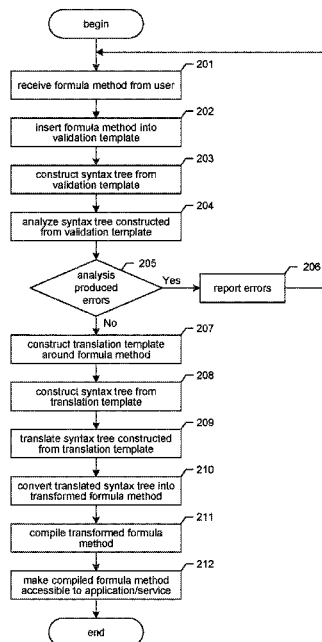 begin
201
receive formula method from user
202
insert formula method into
validation template
203
construct syntax tree from
validation template
204
analyze syntax tree constructed
from validation template
205
analysis
produced
errors
Yes
206
report errors
No
207
construct translation template
around formula method
208
construct syntax tree from
translation template
209
translate syntax tree constructed
from translation template
210
convert translated syntax tree into
transformed formula method
211
compile transformed formula
method
212
make compiled formula method
accessible to application/service
end